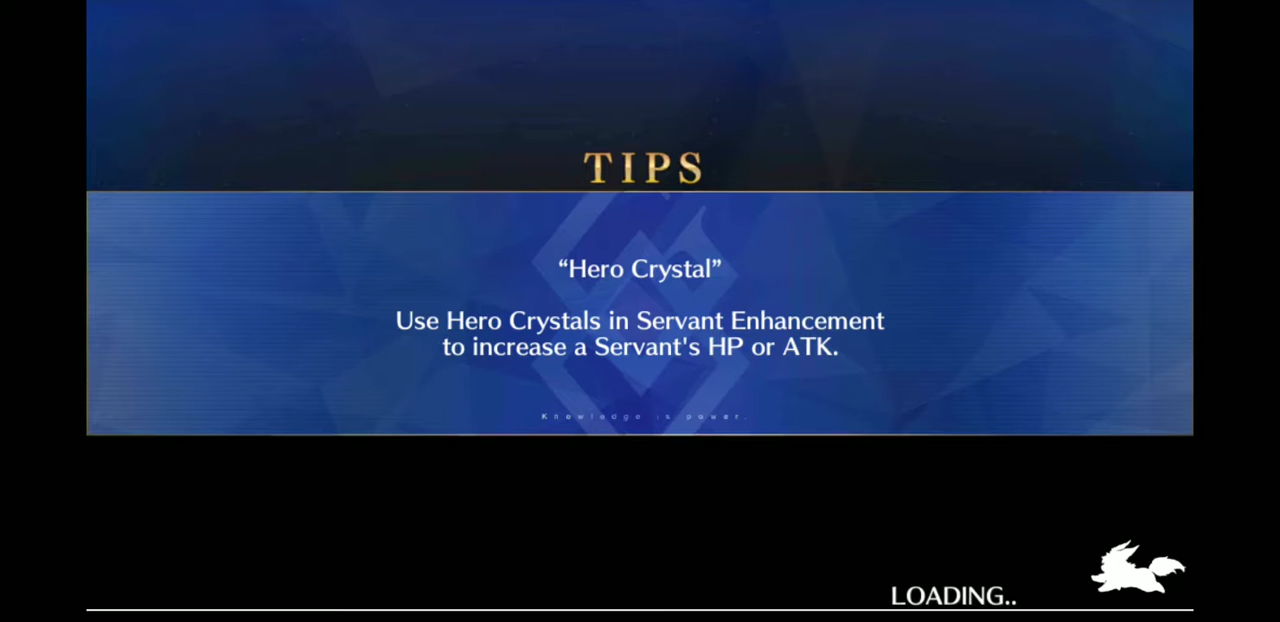 TIPS
“Hero Crystal”
Use Hero Crystals in Servant Enhancement
to increase a Servant's HP or ATK.
Knowledge is power.
LOADING..